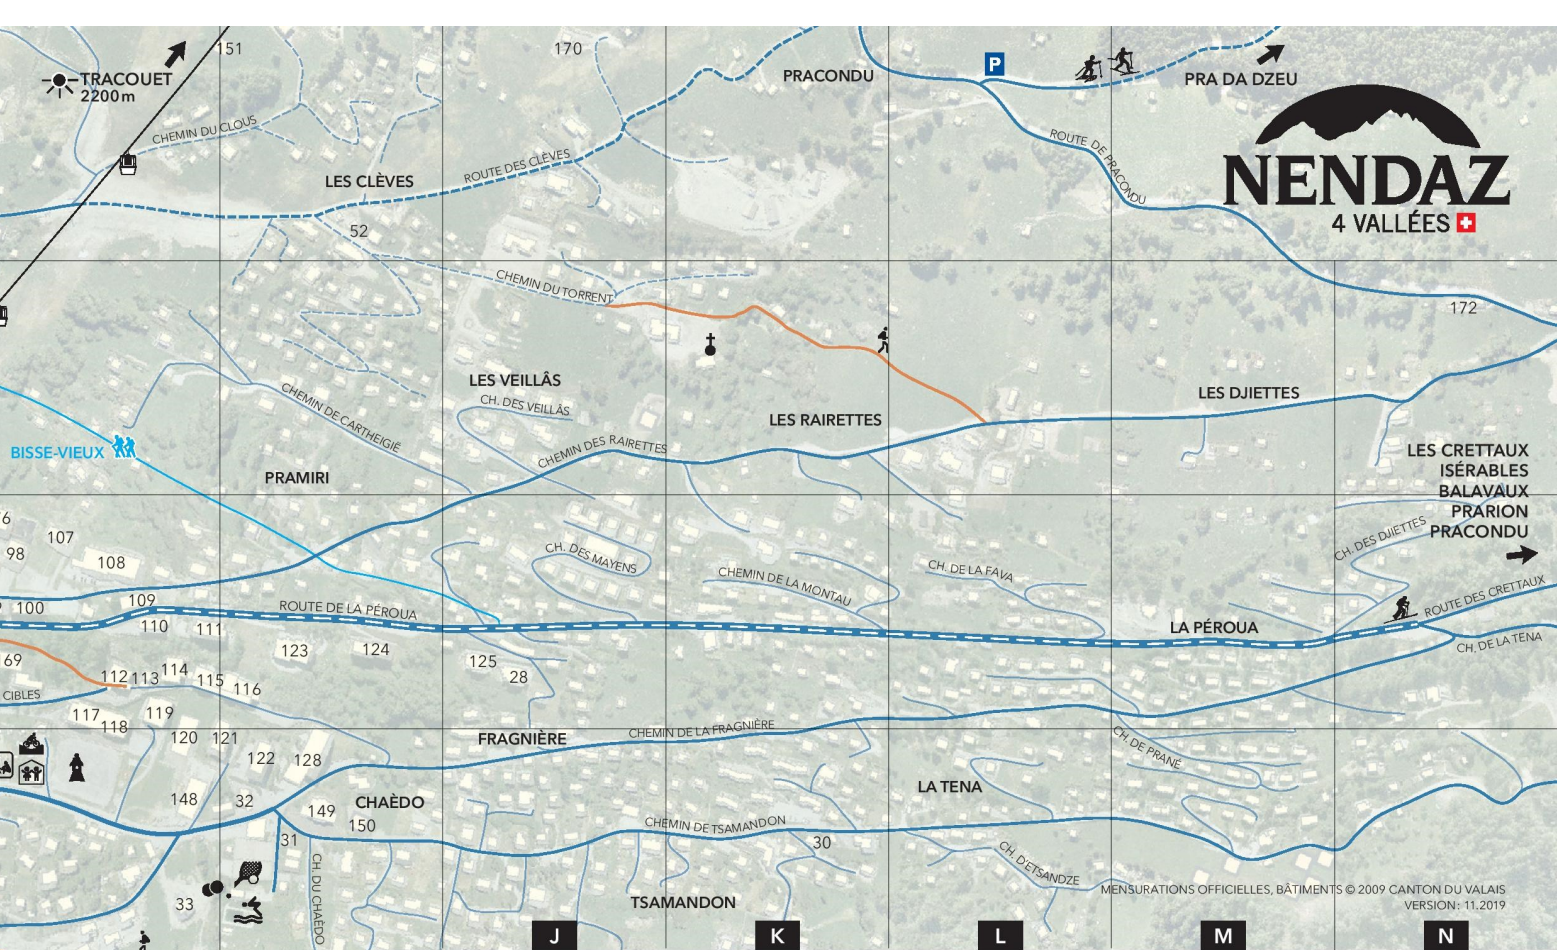 151
170
TRACOUET
2200 m
PRACONDU
P
PRA DA DZEU
CHEMIN DU CLOUS
ROUTE DE PRACONDU
NENDAZ
4 VALLÉES
ROUTE DES CLÈVES
LES CLÈVES
52
CHEMIN DU TORRENT
172
LES VEILLÂS
CH. DES VEILLÂS
CHEMIN DE CARTHEIGIÉ
LES DJIETTES
LES RAIRETTES
CHEMIN DES RAIRETTES
BISSE-VIEUX
PRAMIRI
LES CRETTAUX
ISÉRABLES
BALAVAUX
PRARION
PRACONDU
6
107
98
108
CH. DES DJIETTES
CH. DES MAYENS
CHEMIN DE LA MONTAU
CH. DE LA FAVA
100
109
ROUTE DE LA PÉROUA
ROUTE DES CRETTAUX
110
111
LA PÉROUA
CH. DE LA TENA
69
123
124
125
28
112
113
114
115
116
CIBLES
117
118
119
120
121
122
128
FRAGNIÈRE
CHEMIN DE LA FRAGNIÈRE
CH. DE PRANÉ
LA TENA
148
32
149
CHAÈDO
150
CHEMIN DE TSAMANDON
30
31
CH. DU CHAÈDO
CH. D'ETSANDZE
33
TSAMANDON
MENSURATIONS OFFICIELLES, BÂTIMENTS © 2009 CANTON DU VALAIS
VERSION: 11.2019
J
K
L
M
N